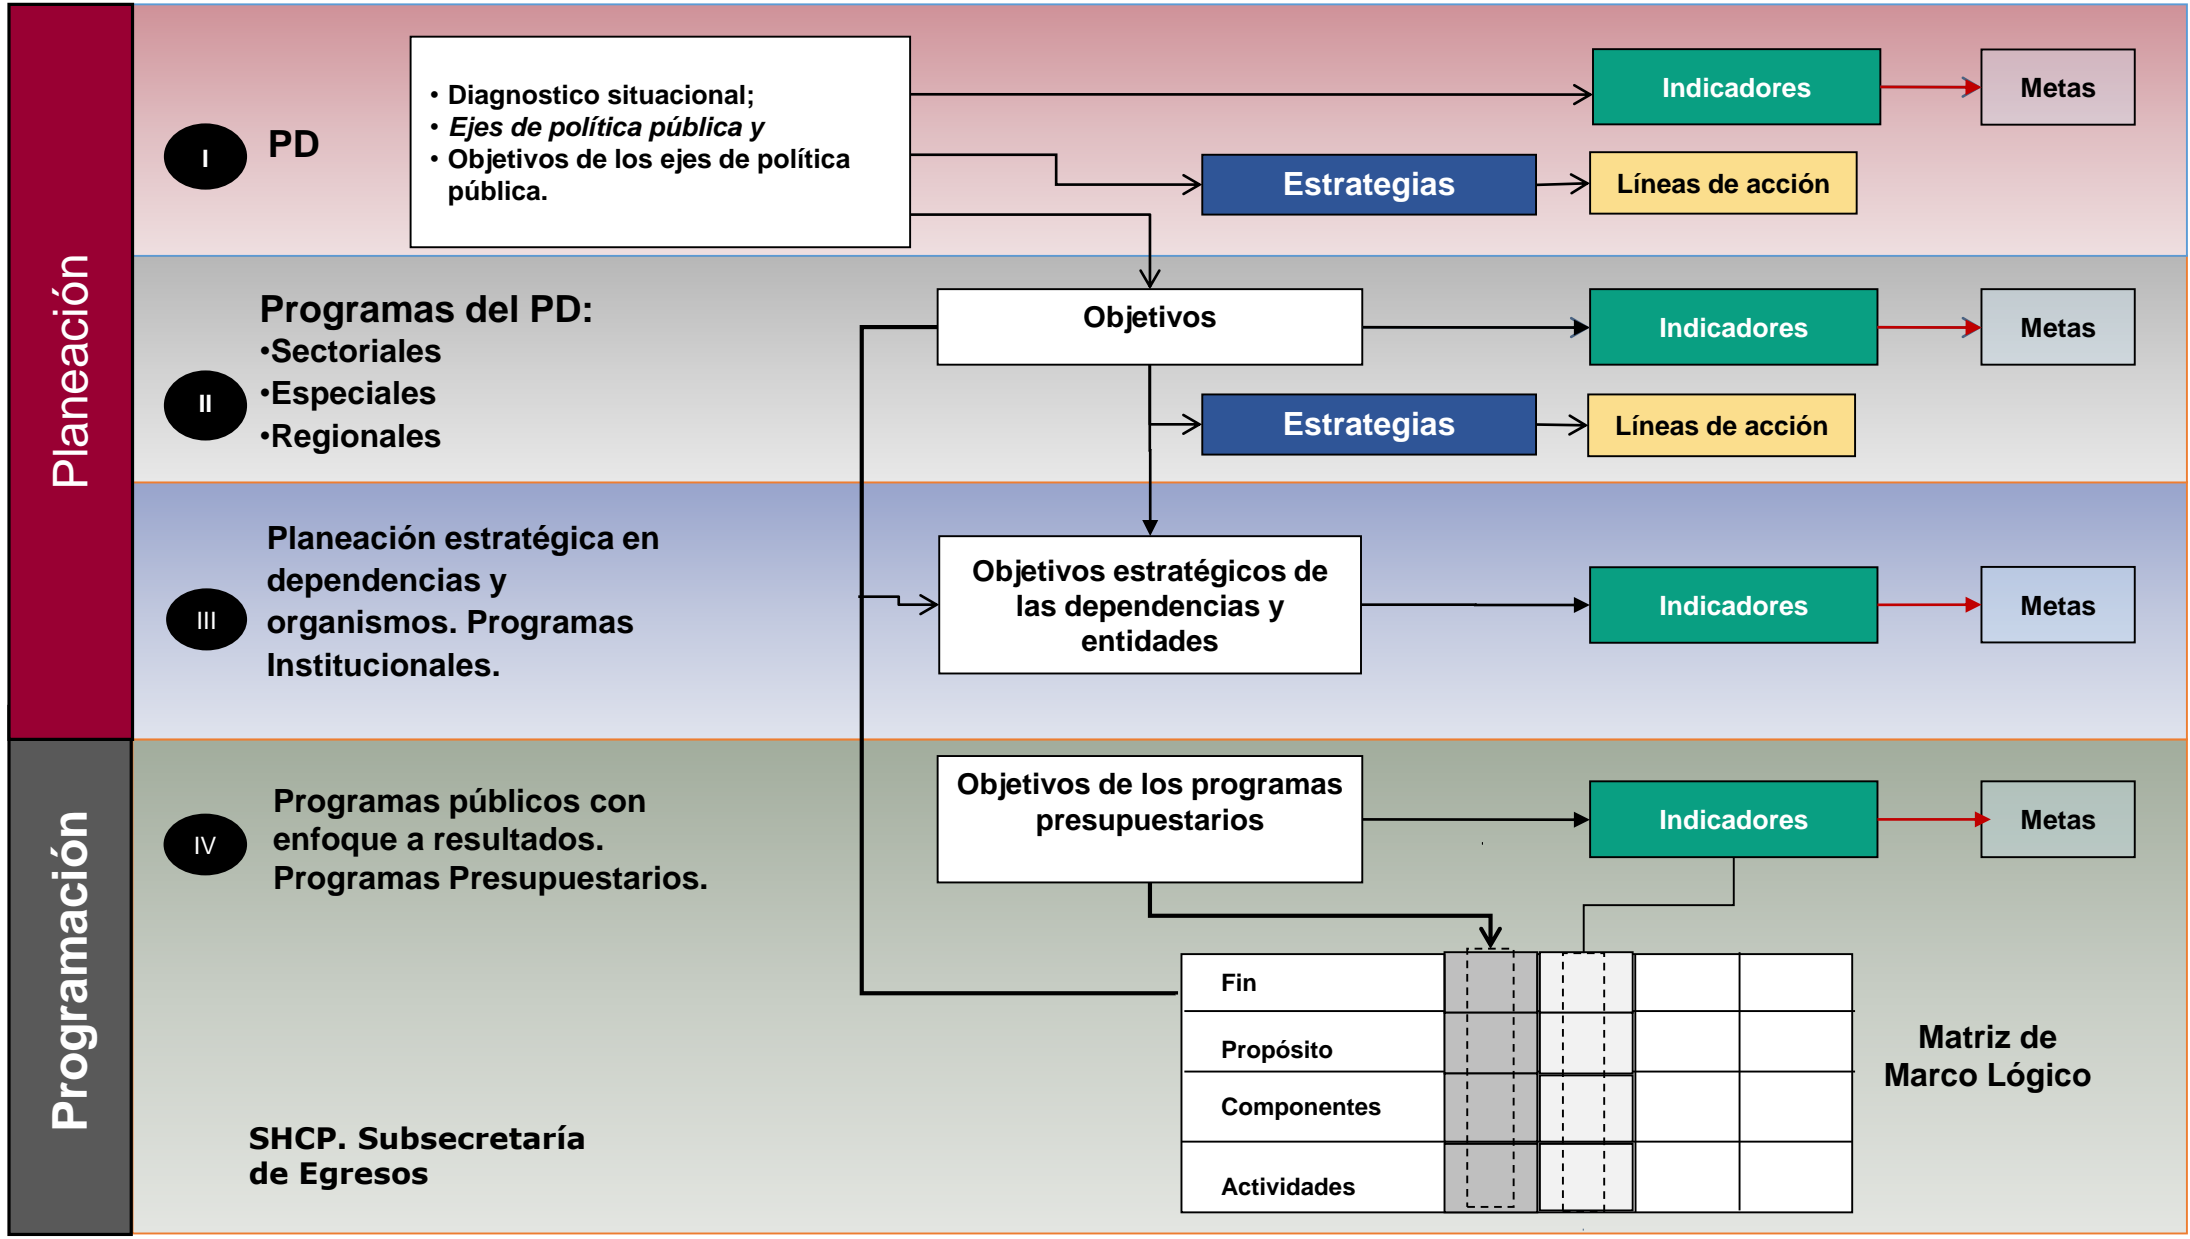 Planeación
I
PD
• Diagnostico situacional;
• Ejes de política pública y
• Objetivos de los ejes de política
pública.
Indicadores
Metas
Estrategias
Líneas de acción
II
Programas del PD:
•Sectoriales
•Especiales
•Regionales
Objetivos
Indicadores
Metas
Estrategias
Líneas de acción
III
Planeación estratégica en
dependencias y
organismos. Programas
Institucionales.
Objetivos estratégicos de
las dependencias y
entidades
Indicadores
Metas
Programación
IV
Programas públicos con
enfoque a resultados.
Programas Presupuestarios.
Objetivos de los programas
presupuestarios
Indicadores
Metas
Fin
Propósito
Componentes
Actividades
Matriz de
Marco Lógico
SHCP. Subsecretaría
de Egresos